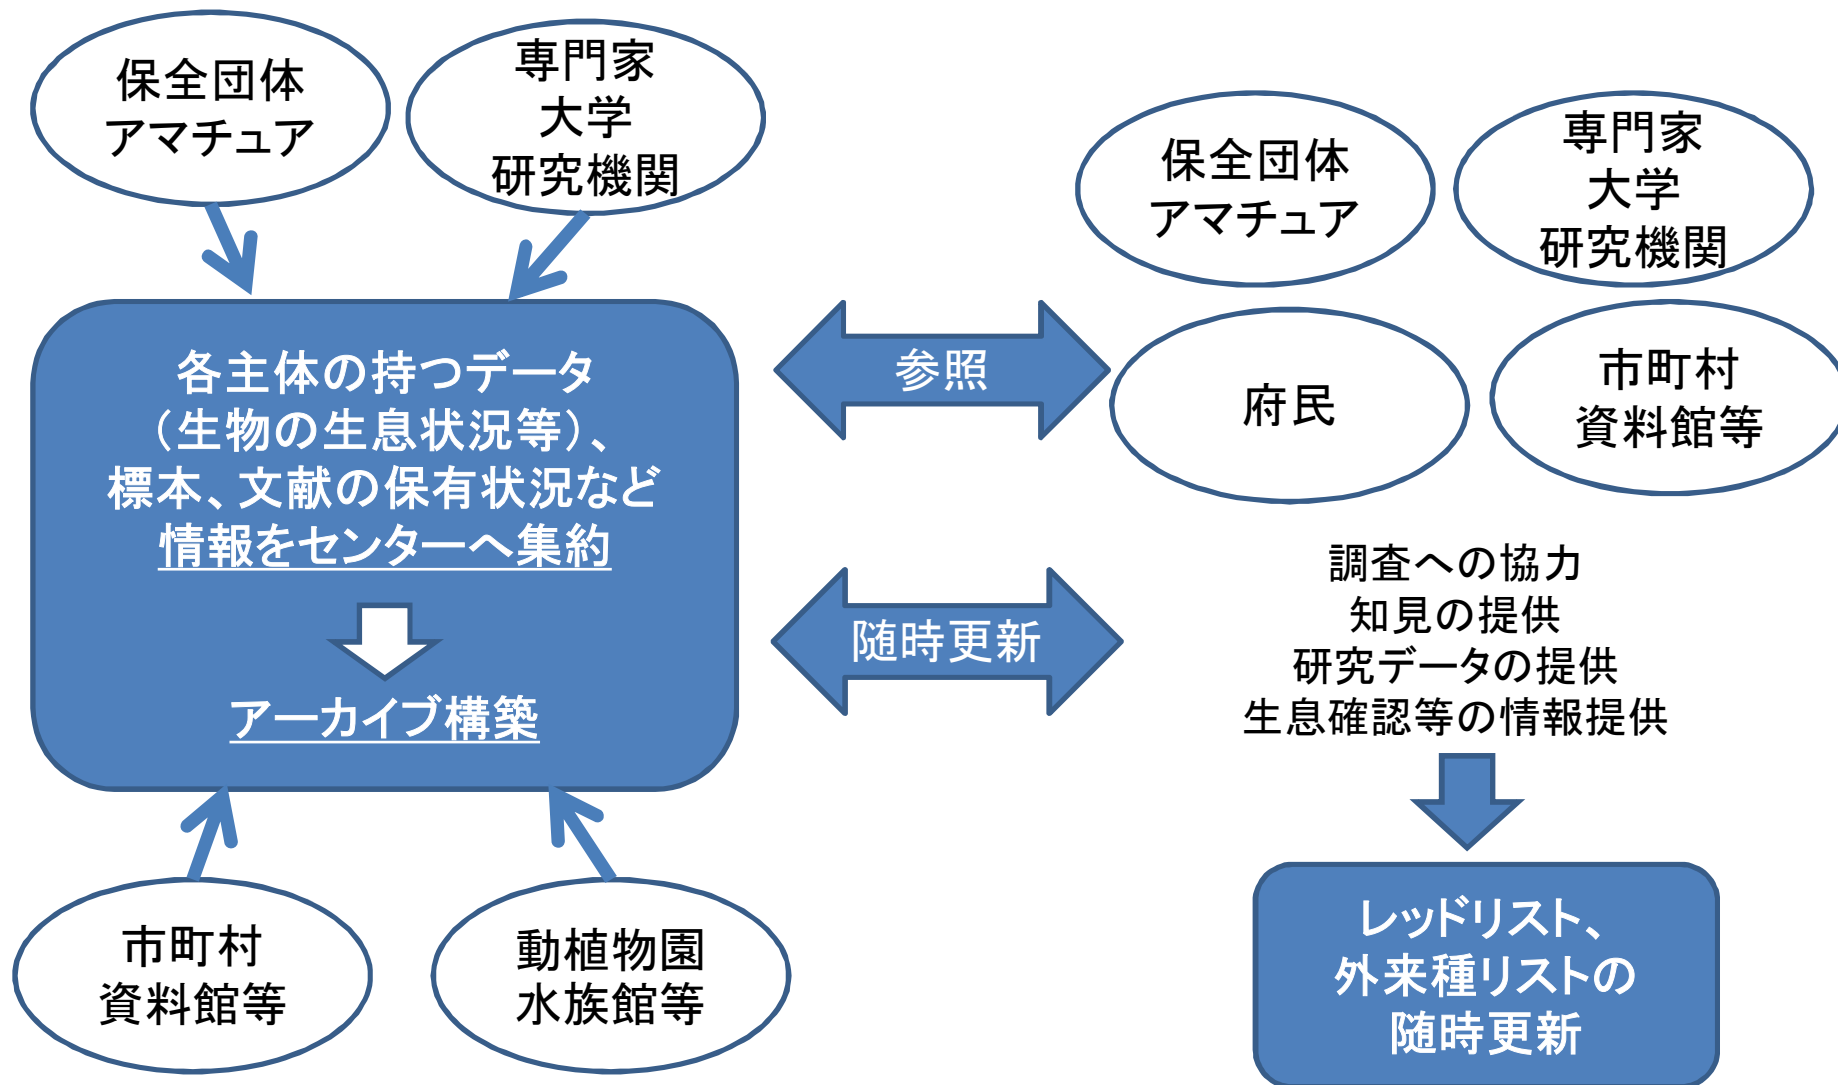 保全団体
アマチュア
専門家
大学
研究機関
各主体の持つデータ
（生物の生息状況等）、
標本、文献の保有状況など
情報をセンターへ集約
アーカイブ構築
市町村
資料館等
動植物園
水族館等
参照
随時更新
保全団体
アマチュア
専門家
大学
研究機関
府民
市町村
資料館等
調査への協力
知見の提供
研究データの提供
生息確認等の情報提供
レッドリスト、
外来種リストの
随時更新